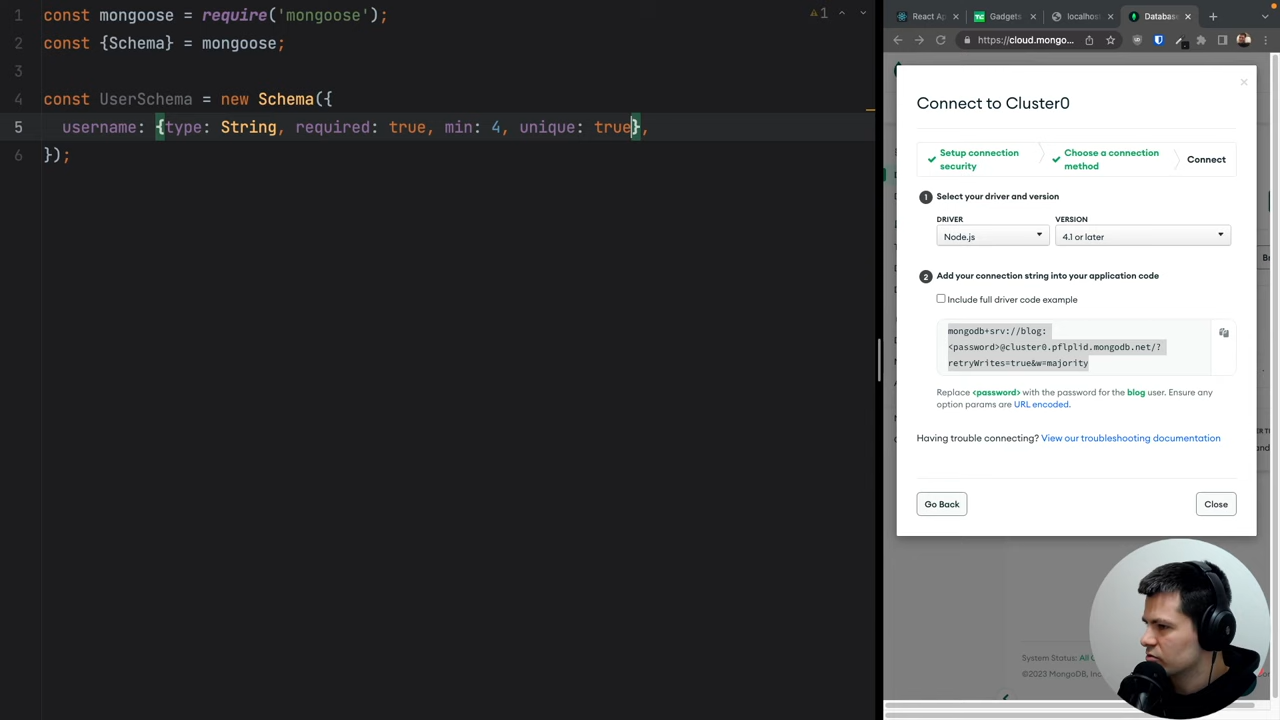 1 const mongoose = require('mongoose');
2 const {Schema} = mongoose;
3
4 const UserSchema = new Schema({
5 username: {type: String, required: true, min: 4, unique: true},
6 });
1
React Ap
Gadgets
localhos
Database
https://cloud.mongo...
Connect to Cluster0
Setup connection security
Choose a connection method
Connect
1 Select your driver and version
DRIVER
VERSION
Node.js
4.1 or later
2 Add your connection string into your application code
Include full driver code example
mongodb+srv://blog:
<password>@cluster0.pflplid.mongodb.net/?
retryWrites=true&w=majority
Replace <password> with the password for the blog user. Ensure any
option params are URL encoded.
Having trouble connecting? View our troubleshooting documentation
Go Back
Close
System Status: All
©2023 MongoDB, Inc